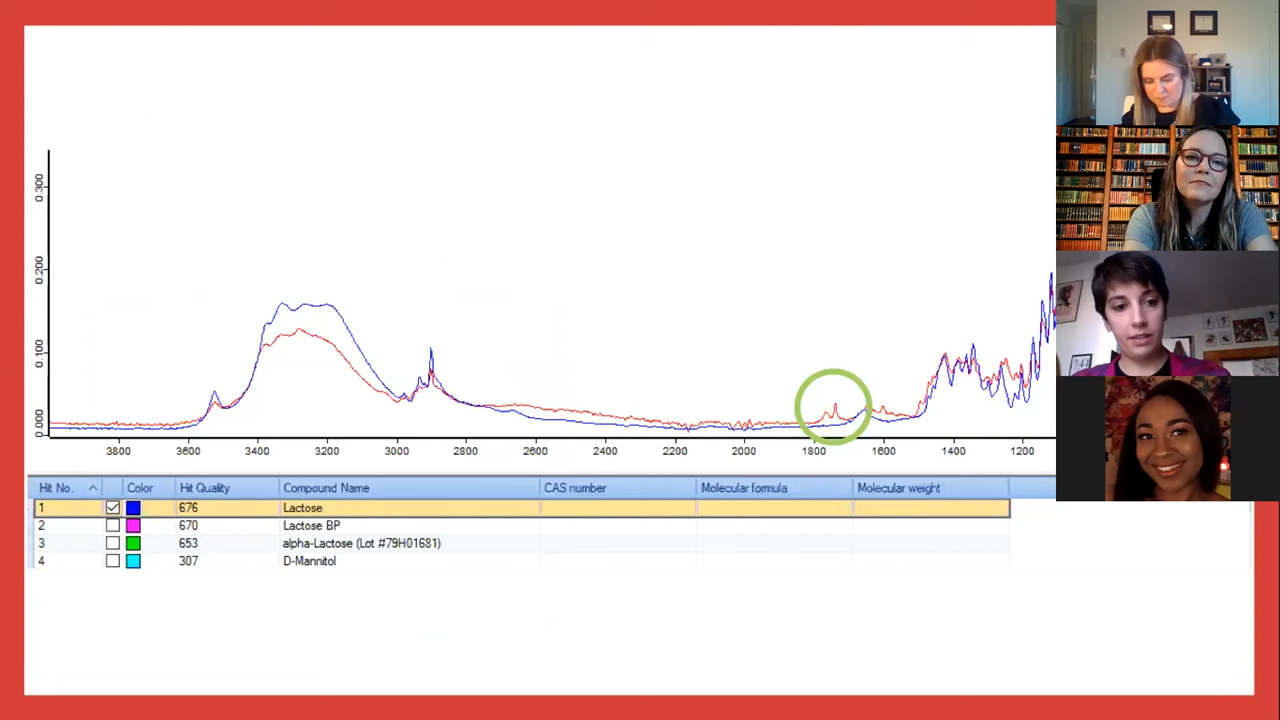 0.300
0.200
0.100
0.000
3800 3600 3400 3200 3000 2800 2600 2400 2200 2000 1800 1600 1400 1200
Hit No. Color Hit Quality Compound Name CAS number Molecular formula Molecular weight
1 676 Lactose
2 670 Lactose BP
3 653 alpha-Lactose (Lot #79H01681)
4 307 D-Mannitol